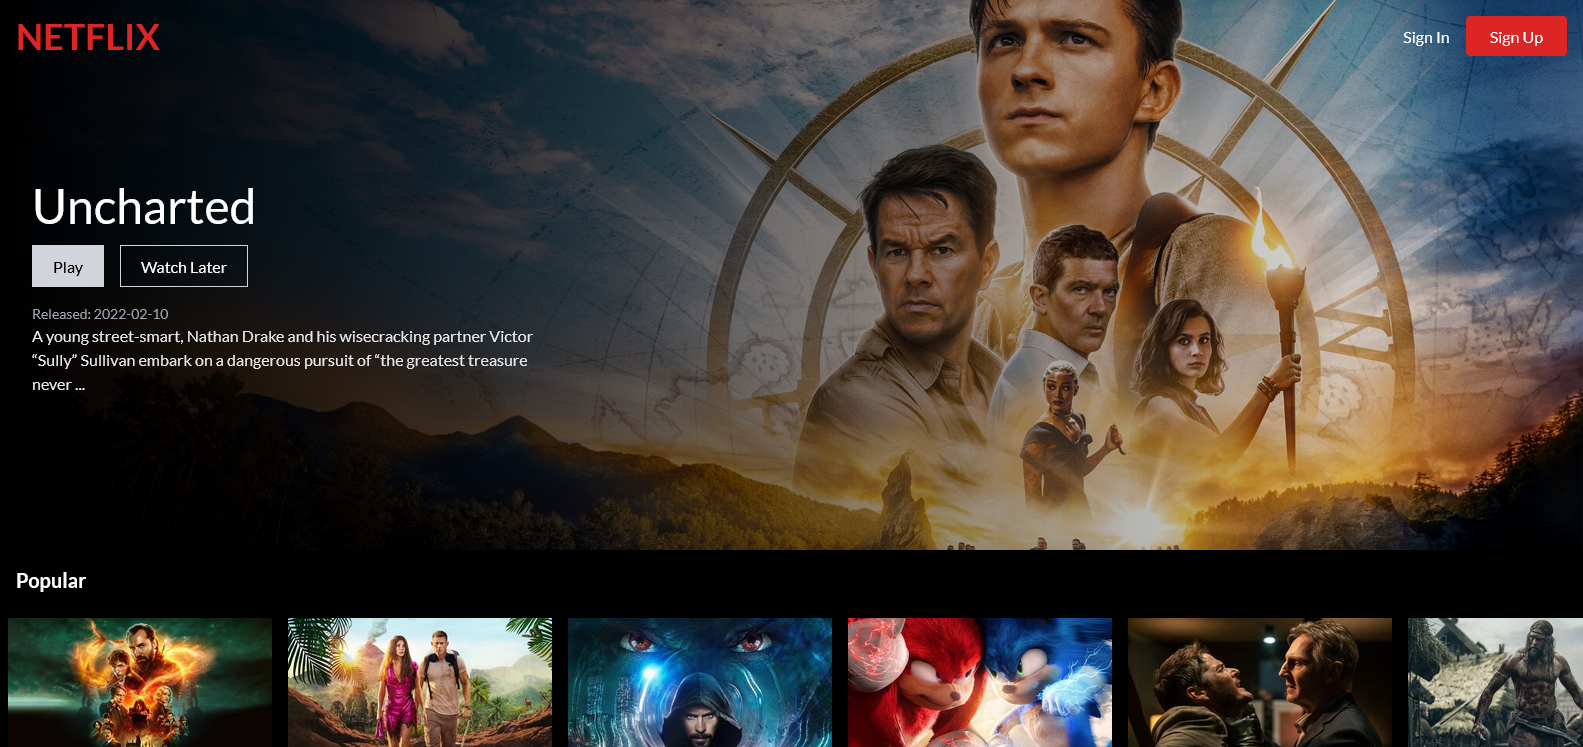 NETFLIX
Sign In
Sign Up
Uncharted
Play
Watch Later
Released: 2022-02-10
A young street-smart, Nathan Drake and his wisecracking partner Victor
“Sully” Sullivan embark on a dangerous pursuit of “the greatest treasure
never ...
Popular